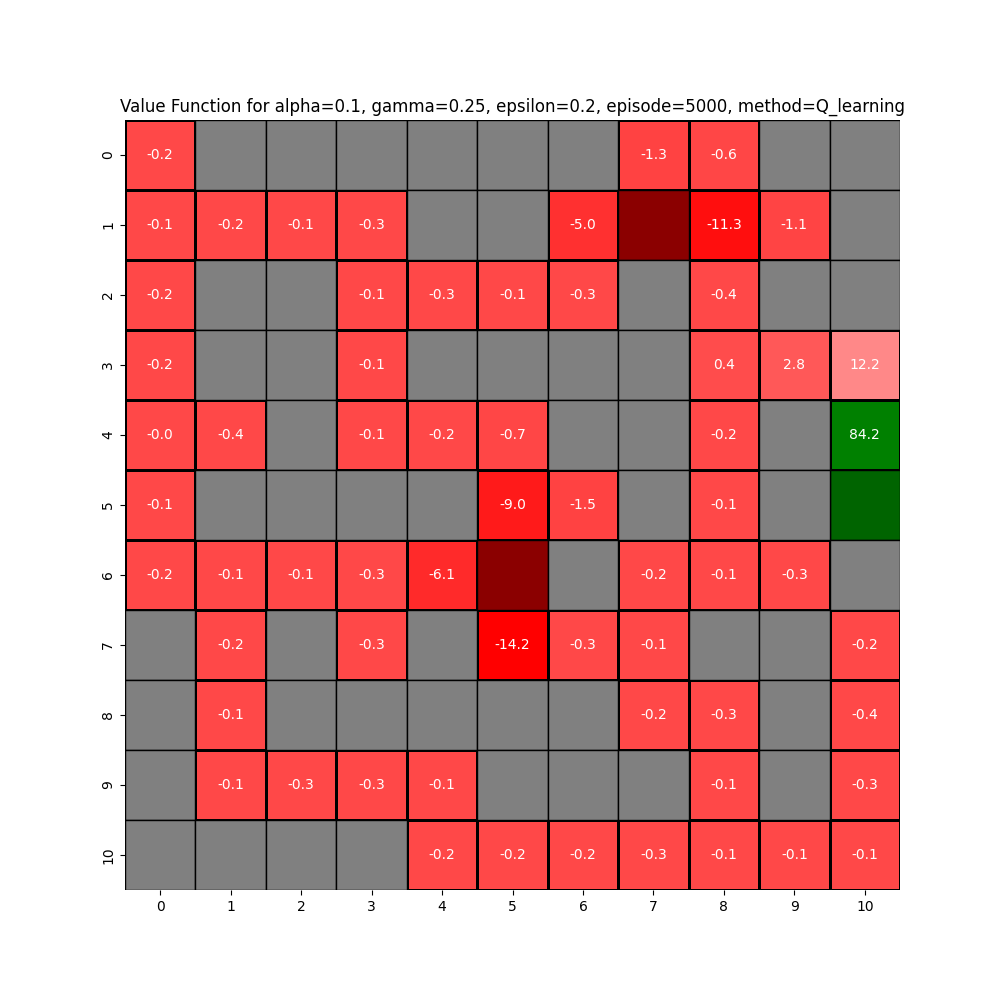 Value Function for alpha=0.1, gamma=0.25, epsilon=0.2, episode=5000, method=Q_learning
0 -0.2 -1.3 -0.6
1 -0.1 -0.2 -0.1 -0.3 -5.0 -11.3 -1.1
2 -0.2 -0.1 -0.3 -0.1 -0.3 -0.4
3 -0.2 -0.1 0.4 2.8 12.2
4 -0.0 -0.4 -0.1 -0.2 -0.7 -0.2 84.2
5 -0.1 -9.0 -1.5 -0.1
6 -0.2 -0.1 -0.1 -0.3 -6.1 -0.2 -0.1 -0.3
7 -0.2 -0.3 -14.2 -0.3 -0.1 -0.2
8 -0.1 -0.2 -0.3 -0.4
9 -0.1 -0.3 -0.3 -0.1 -0.1 -0.3
10 -0.2 -0.2 -0.2 -0.3 -0.1 -0.1 -0.1
0 1 2 3 4 5 6 7 8 9 10